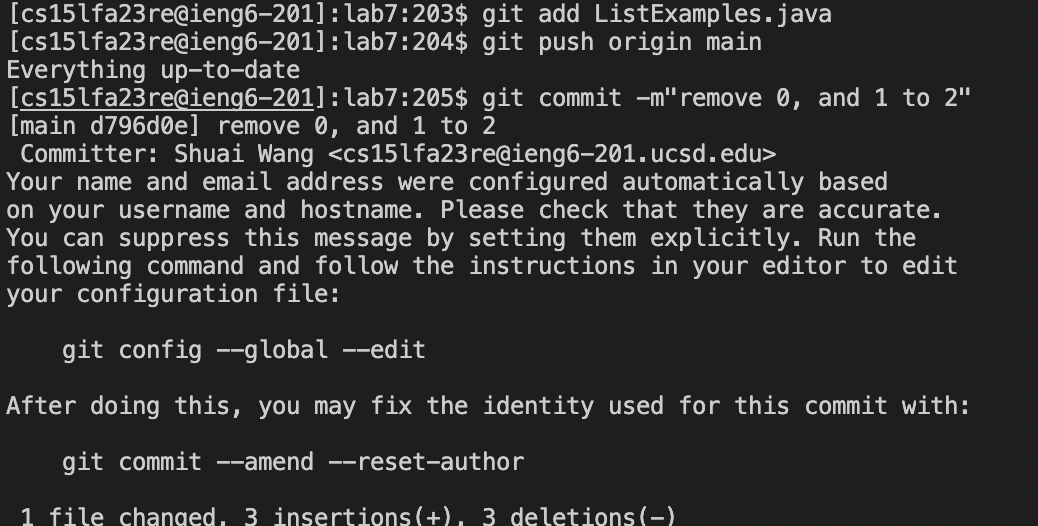 [cs15lfa23re@ieng6-201]:lab7:203$ git add ListExamples.java
[cs15lfa23re@ieng6-201]:lab7:204$ git push origin main
Everything up-to-date
[cs15lfa23re@ieng6-201]:lab7:205$ git commit -m"remove 0, and 1 to 2"
[main d796d0e] remove 0, and 1 to 2
 Committer: Shuai Wang <cs15lfa23re@ieng6-201.ucsd.edu>
Your name and email address were configured automatically based
on your username and hostname. Please check that they are accurate.
You can suppress this message by setting them explicitly. Run the
following command and follow the instructions in your editor to edit
your configuration file:

    git config --global --edit

After doing this, you may fix the identity used for this commit with:

    git commit --amend --reset-author

 1 file changed, 3 insertions(+), 3 deletions(-)